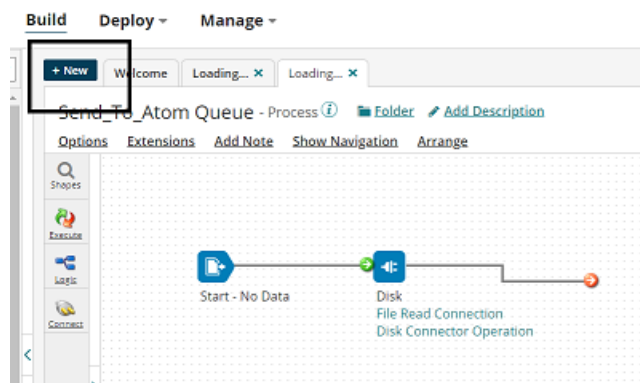 Build Deploy Manage
+ New Welcome Loading... × Loading... ×
Send_To_Atom Queue - Process i Folder Add Description
Options Extensions Add Note Show Navigation Arrange
Shapes
Execute
Logic
Connect
Start - No Data
Disk
File Read Connection
Disk Connector Operation